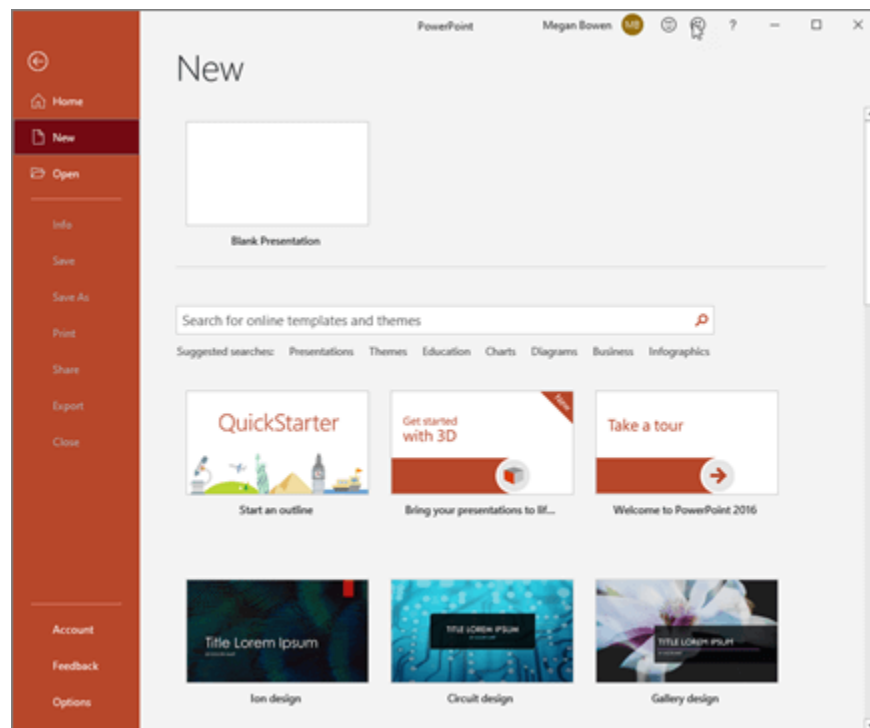 PowerPoint
Megan Bowen MB ?
New
Home
New
Open
Info
Save
Save As
Print
Share
Export
Close
Account
Feedback
Options
Blank Presentation
Search for online templates and themes
Suggested searches: Presentations Themes Education Charts Diagrams Business Infographics
QuickStarter
Start an outline
Get started
with 3D
New
Bring your presentations to lif...
Take a tour
Welcome to PowerPoint 2016
Title Lorem Ipsum
Ion design
TITLE LOREM IPSUM
Circuit design
TITLE LOREM IPSUM
Gallery design